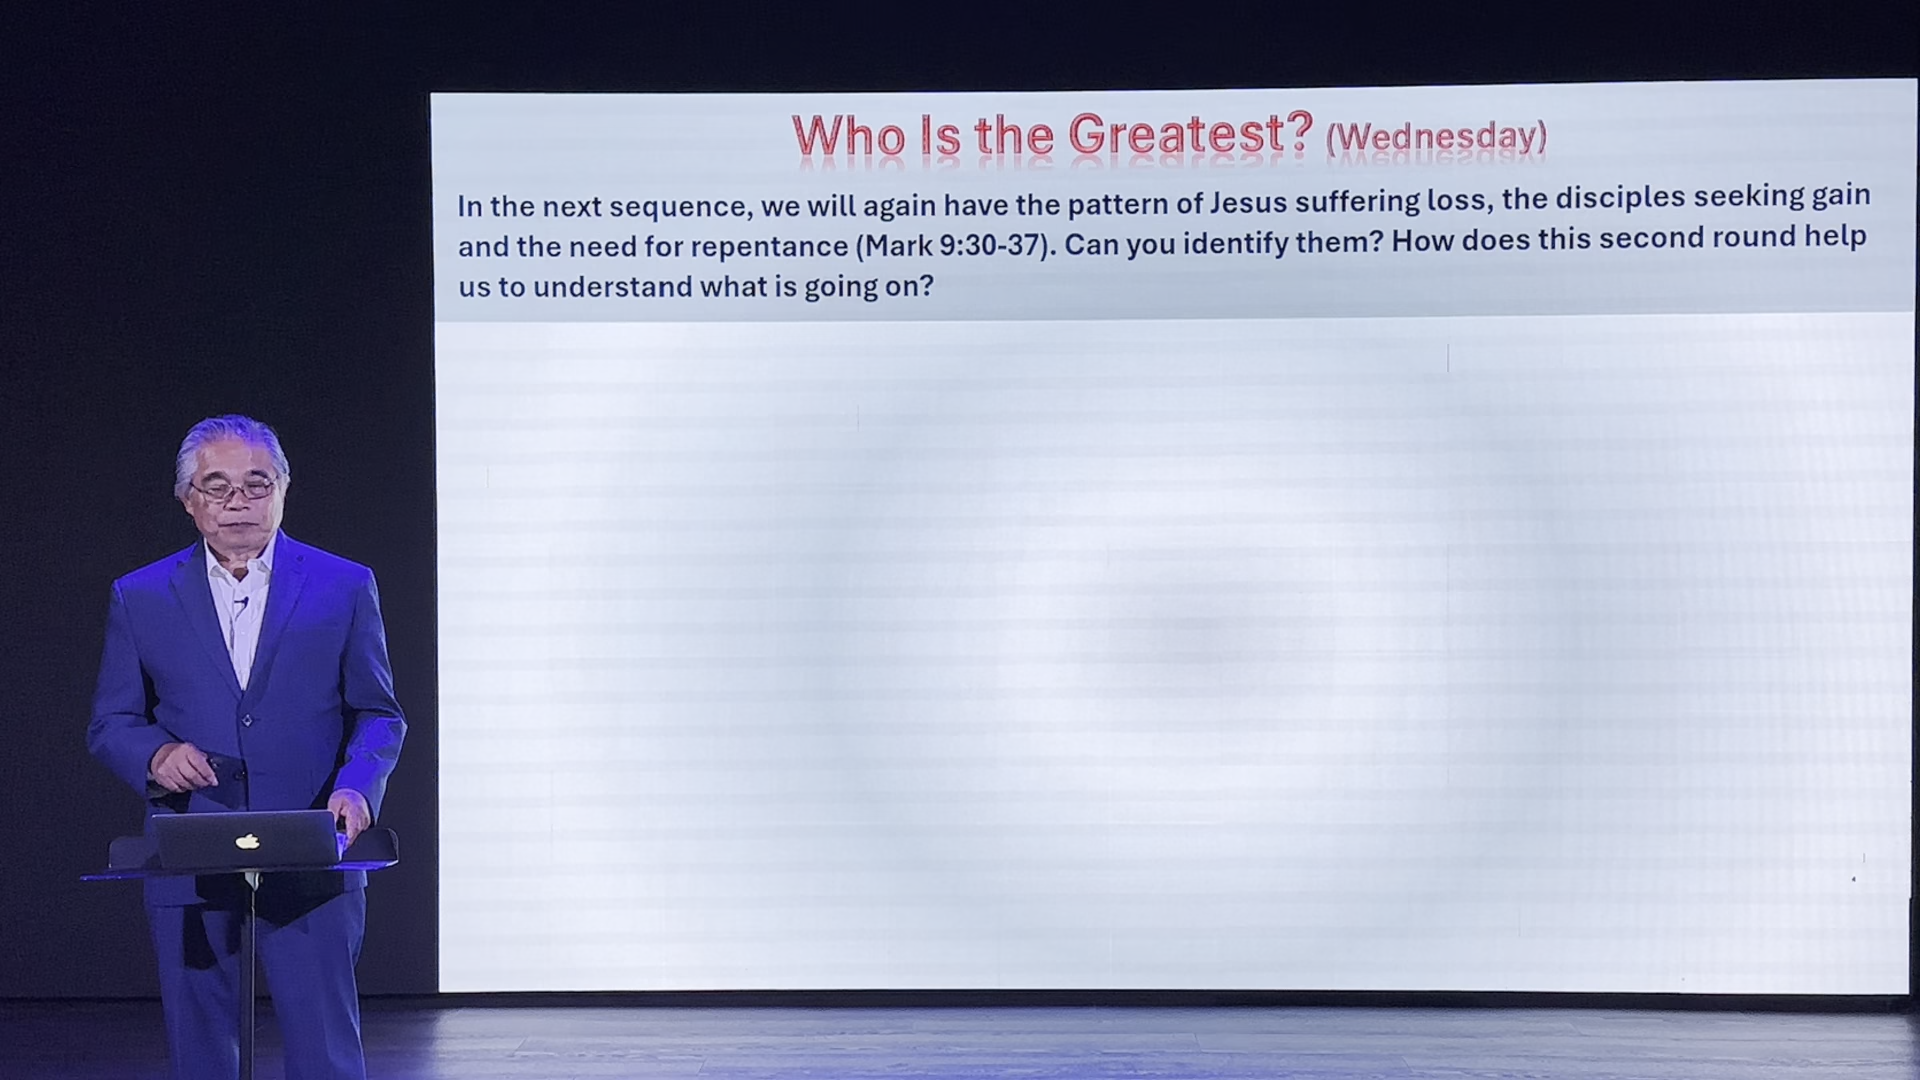 Who Is the Greatest? (Wednesday)
In the next sequence, we will again have the pattern of Jesus suffering loss, the disciples seeking gain
and the need for repentance (Mark 9:30-37). Can you identify them? How does this second round help
us to understand what is going on?